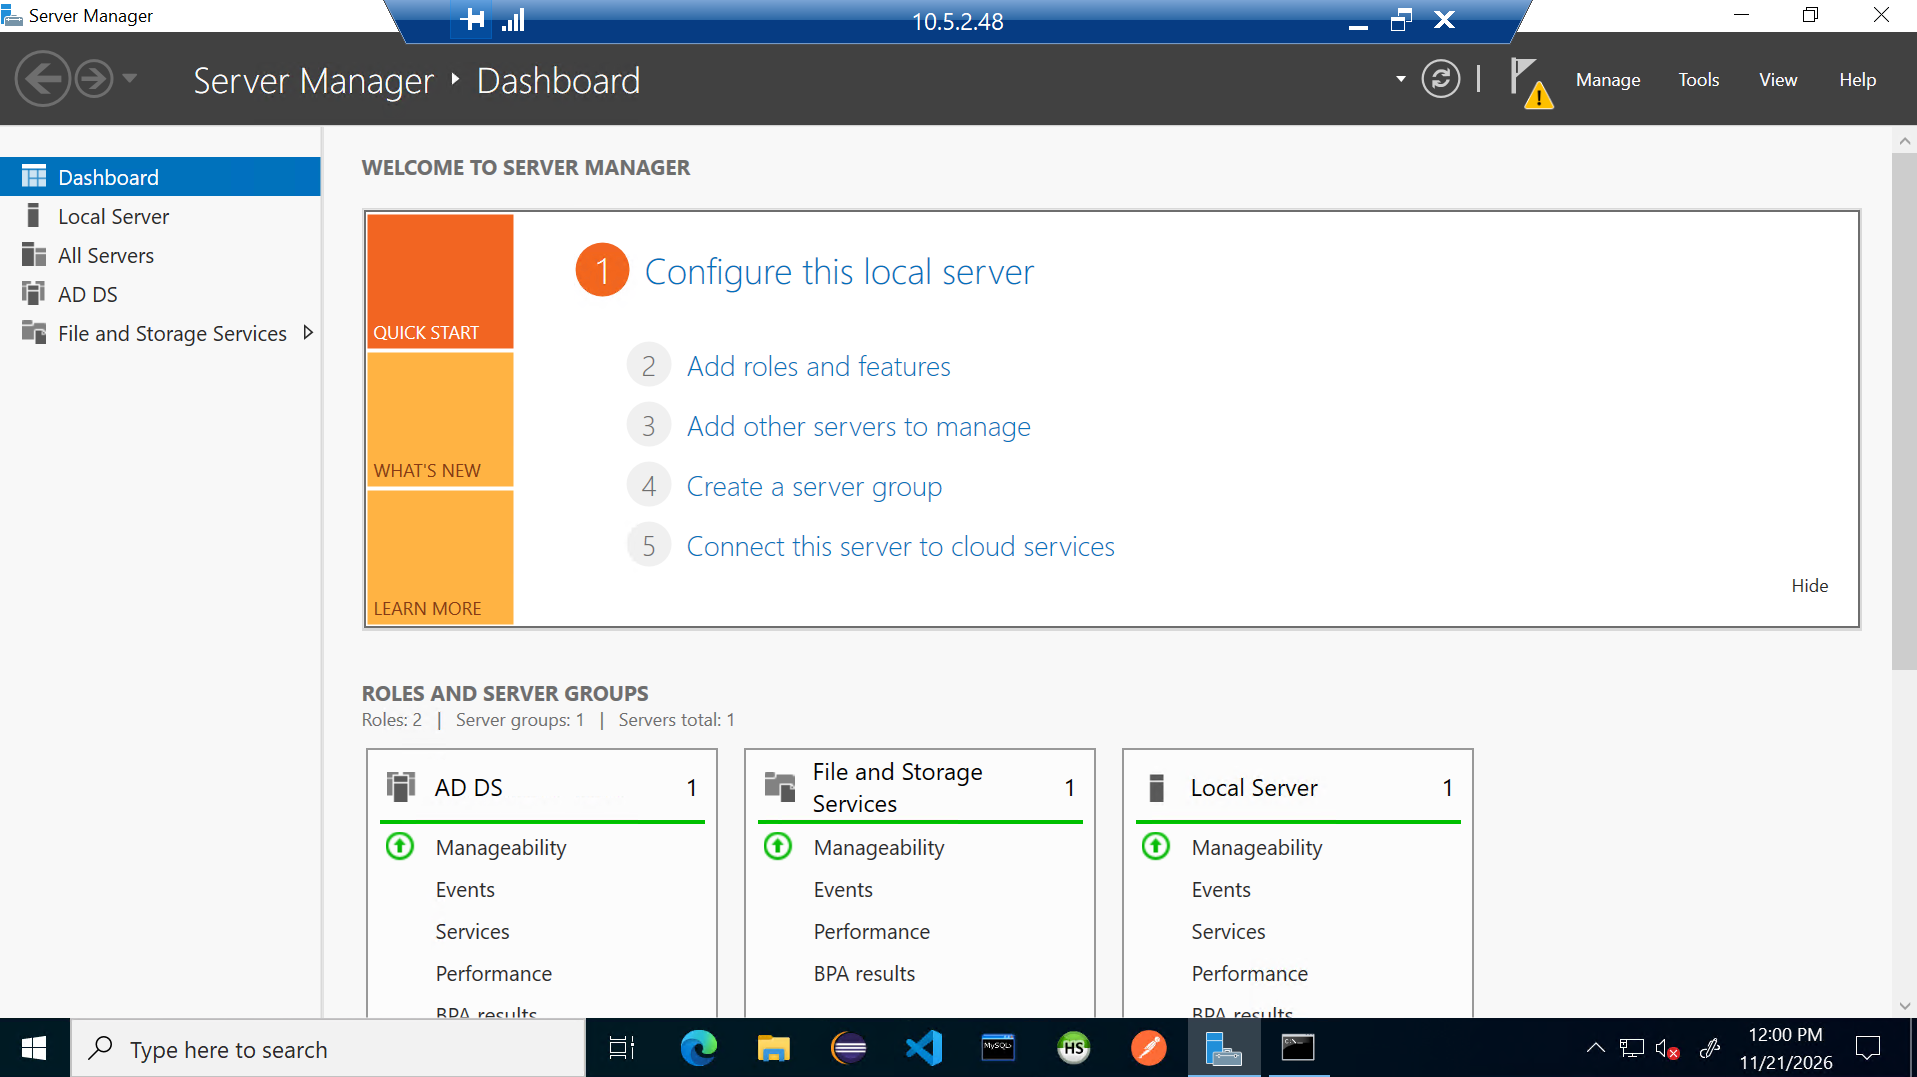 Server Manager
10.5.2.48
Server Manager
Dashboard
Manage
Tools
View
Help
Dashboard
Local Server
All Servers
AD DS
File and Storage Services
WELCOME TO SERVER MANAGER
QUICK START
WHAT'S NEW
LEARN MORE
1 Configure this local server
2 Add roles and features
3 Add other servers to manage
4 Create a server group
5 Connect this server to cloud services
Hide
ROLES AND SERVER GROUPS
Roles: 2 | Server groups: 1 | Servers total: 1
AD DS 1
Manageability
Events
Services
Performance
BPA results
File and Storage
Services
1
Manageability
Events
Performance
BPA results
Local Server 1
Manageability
Events
Services
Performance
BPA results
Type here to search
MySQL
HS
C:\_
12:00 PM
11/21/2026